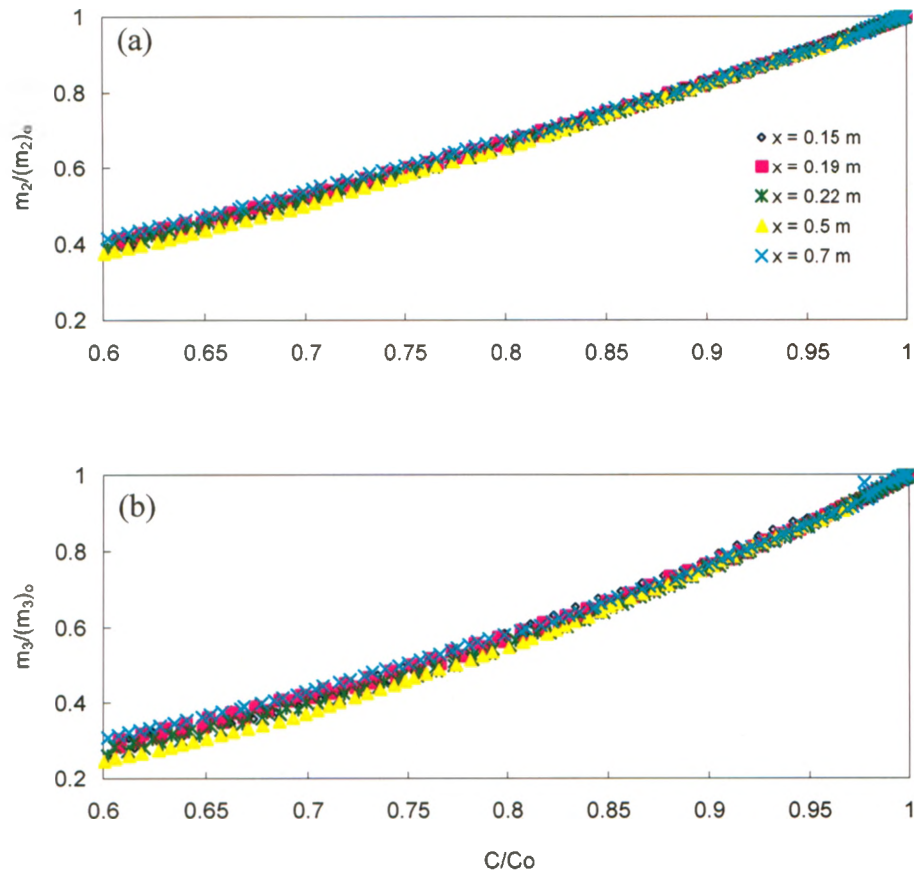 (a)
1
0.8
0.6
0.4
0.2
m₂/(m₂)ₒ
x = 0.15 m
x = 0.19 m
x = 0.22 m
x = 0.5 m
x = 0.7 m
0.6 0.65 0.7 0.75 0.8 0.85 0.9 0.95 1
(b)
1
0.8
0.6
0.4
0.2
m₃/(m₃)ₒ
0.6 0.65 0.7 0.75 0.8 0.85 0.9 0.95 1
C/Co